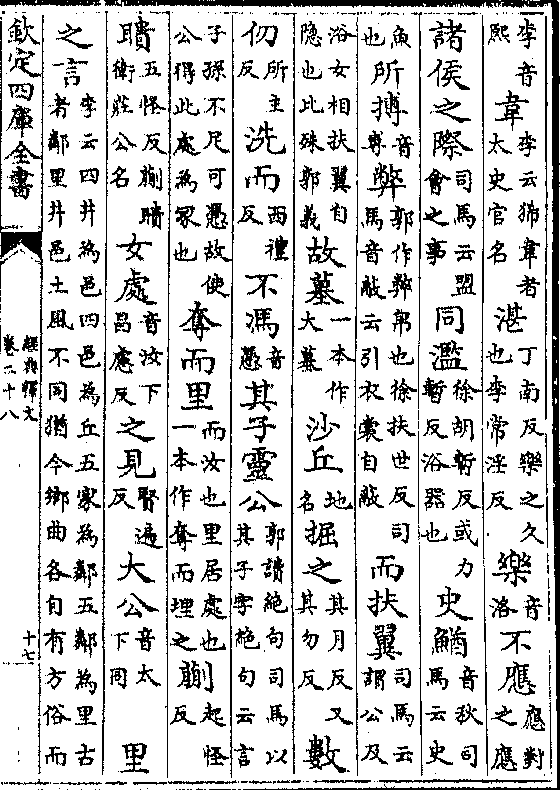 李音熙韋李云狶韋者太史官名湛丁南反樂之久也李常淫反樂音洛不應應對之應
諸侯之際司馬云盟會之事同濫徐胡暫反或力暫反浴器也史鰌音秋司馬云史
魚也所搏音博弊郭作弊帛也徐扶世反司馬音蔽云引衣裳自蔽而扶翼司馬云謂公及
浴女相扶翼自隐也此殊郭義故墓一本作大墓沙丘地名掘之其月反又其勿反數
仞所主反洗而西禮反不馮音憑其子靈公郭讀絶句司馬以其子字絶句云言
子孫不足可憑故使公得此處為冢也奪而里而汝也里居處也一本作奪而埋之蒯起怪反
聵五怪反蒯聵衛莊公名女處音汝下昌慮反之見賢遍反大公音太下同里
之言李云四井為邑四邑為丘五家為鄰五鄰為里古者鄰里井邑土風不同猶今鄉曲各自有方俗而
欽定四庫全書
經典釋文
卷二十八
十七